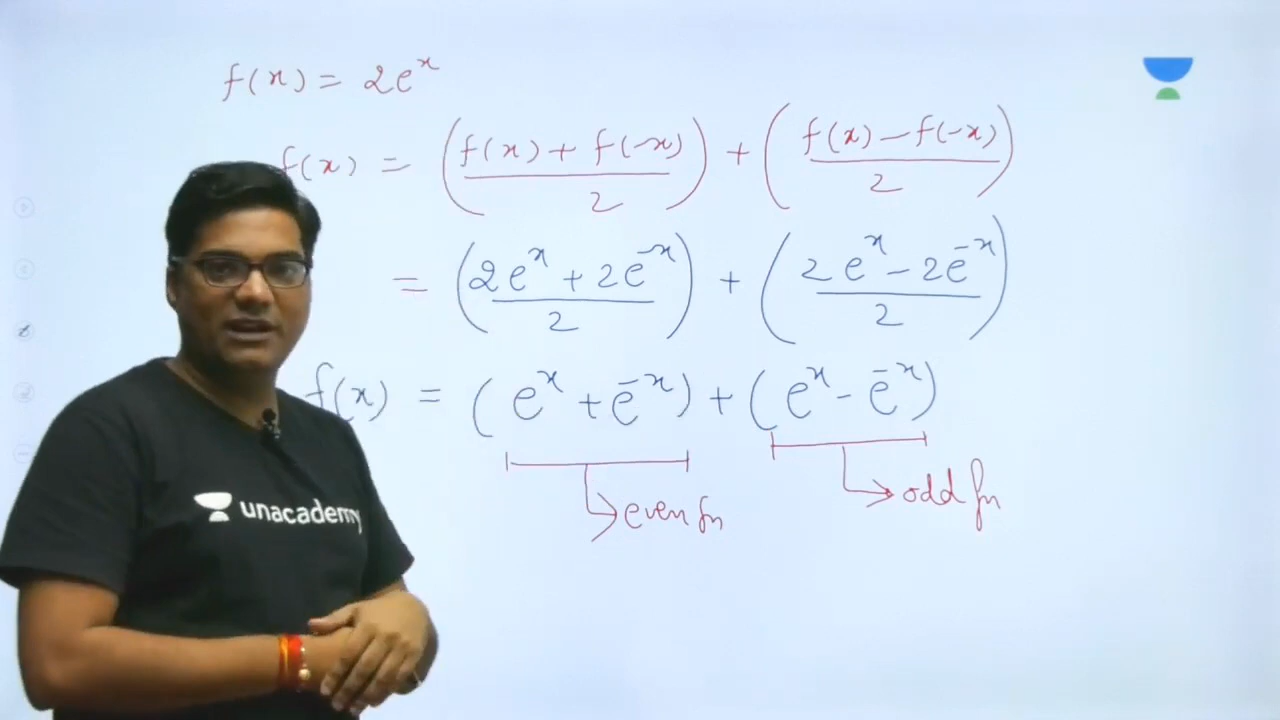 f(x) = 2e^x
f(x) = (f(x) + f(-x) / 2) + (f(x) - f(-x) / 2)
= (2e^x + 2e^-x / 2) + (2e^x - 2e^-x / 2)
f(x) = (e^x + e^-x) + (e^x - e^-x)
even fn
odd fn
unacademy